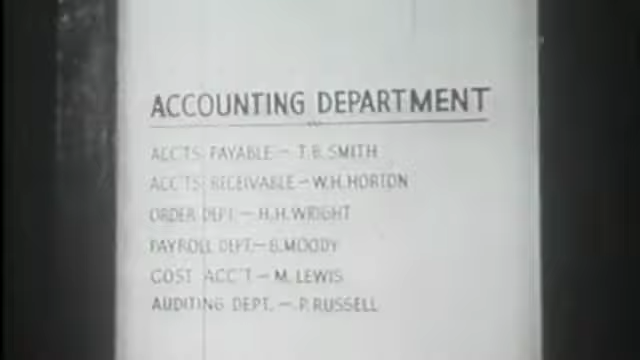 ACCOUNTING DEPARTMENT
ACCTS. PAYABLE – T.B. SMITH
ACCTS RECEIVABLE – W.H. HORTON
ORDER DEPT. – H.H. WRIGHT
PAYROLL DEPT. – B. MOODY
COST ACC'T – M. LEWIS
AUDITING DEPT. – P. RUSSELL